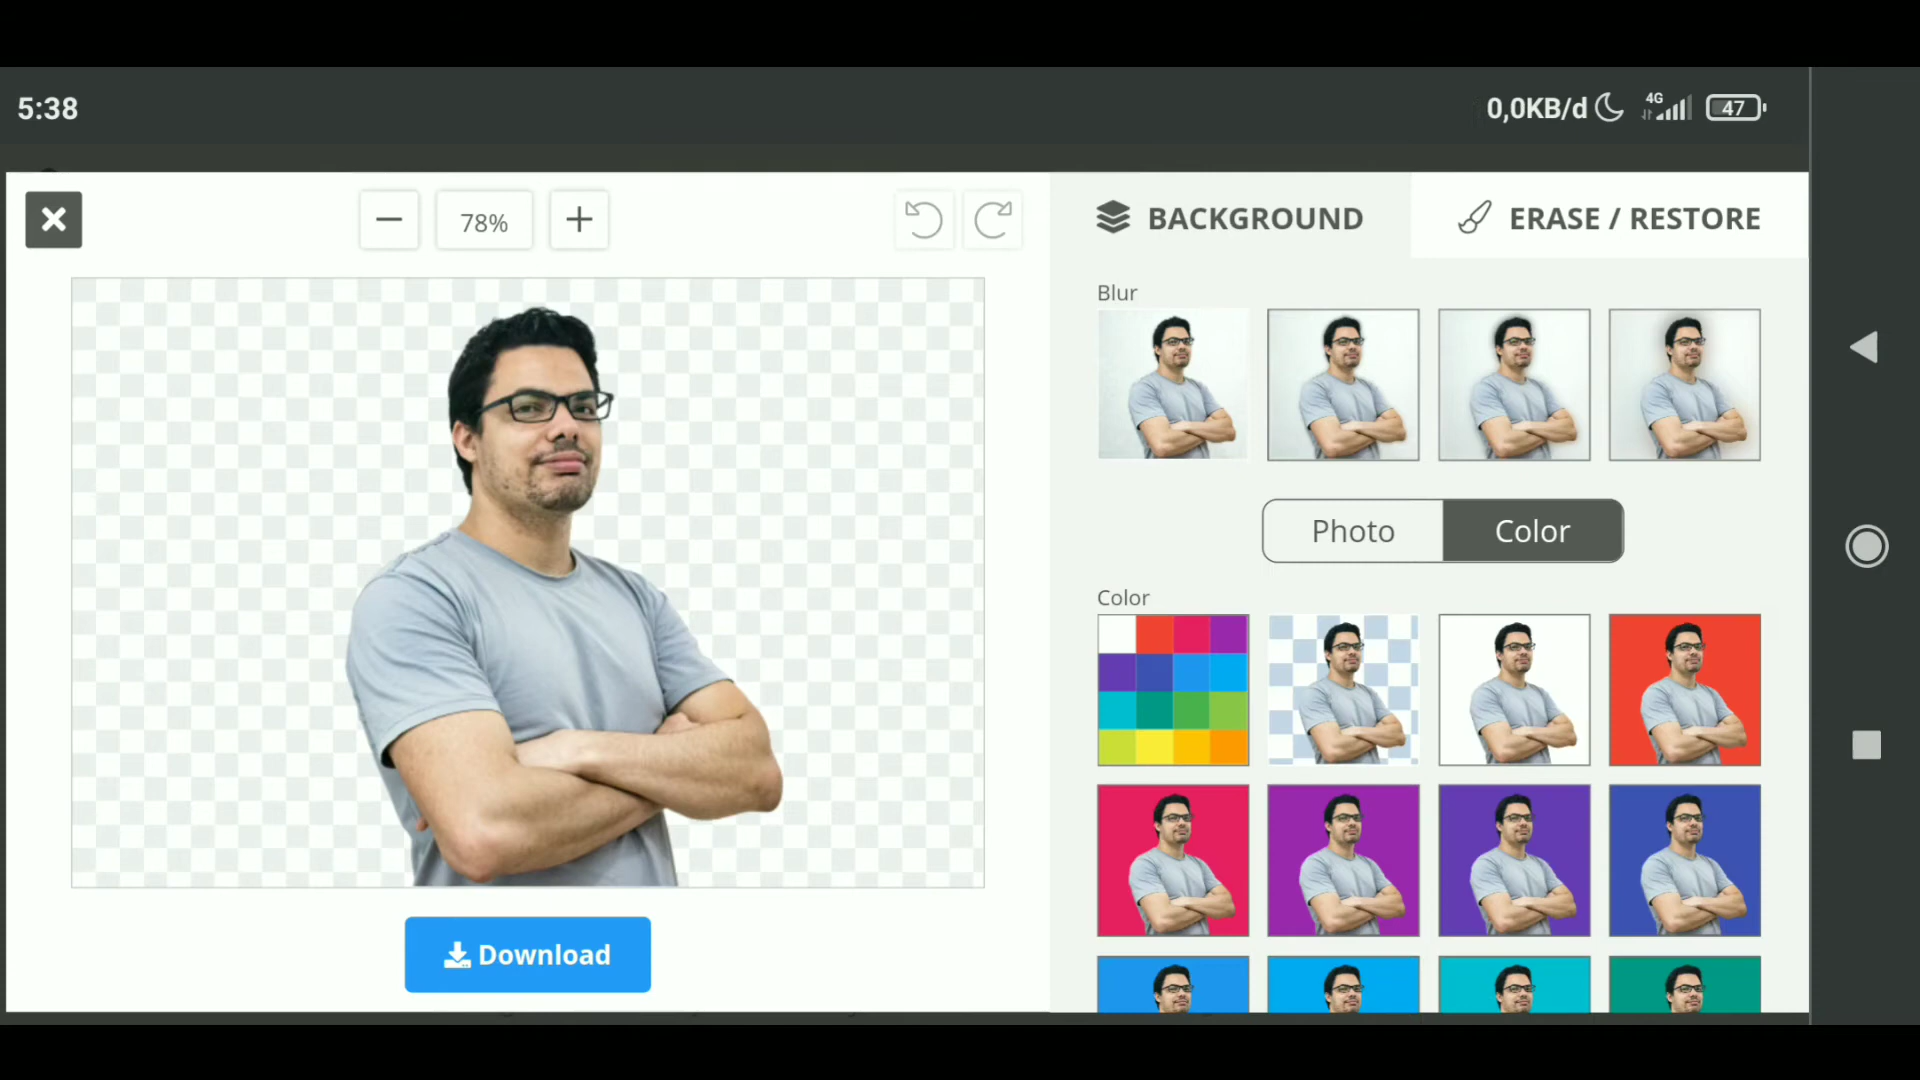 5:38
0,0KB/d
4G
47
78%
BACKGROUND
ERASE / RESTORE
Blur
Photo
Color
Color
Download